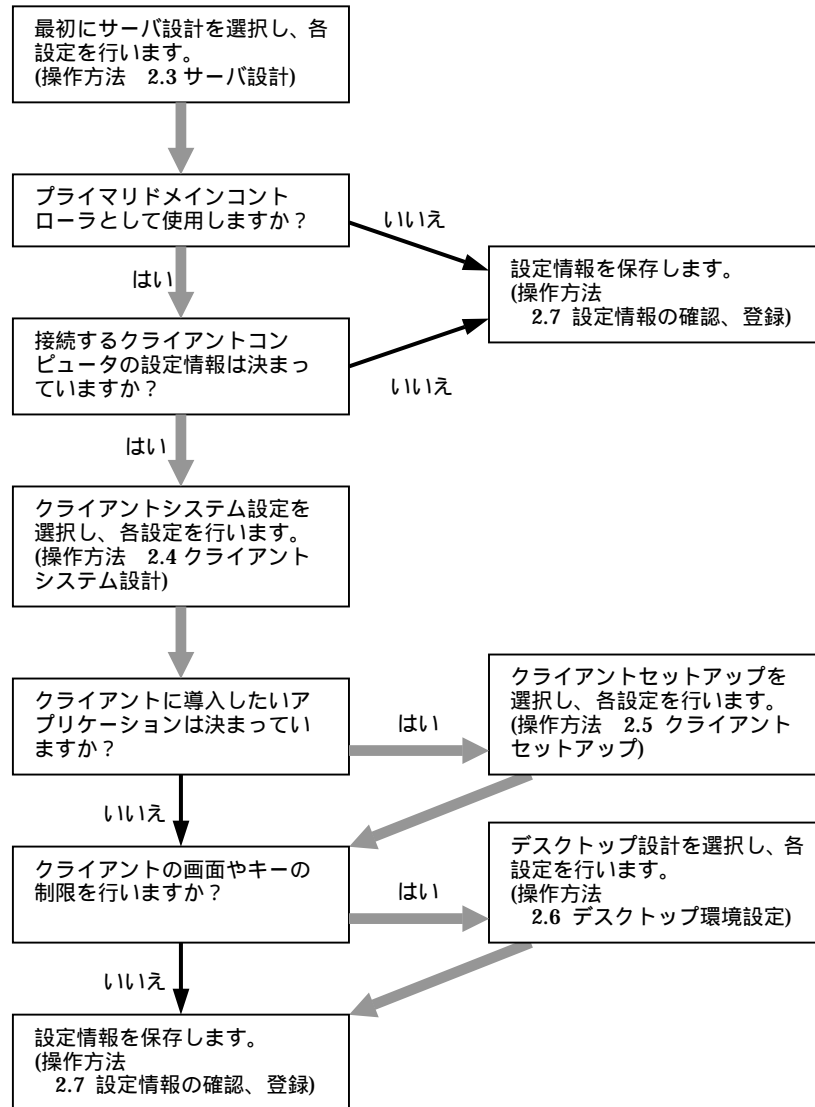 最初にサーバ設計を選択し、各
設定を行います。
(操作方法　2.3 サーバ設計)
プライマリドメインコント
ローラとして使用しますか？
いいえ
はい
設定情報を保存します。
(操作方法
　2.7 設定情報の確認、登録)
接続するクライアントコン
ピュータの設定情報は決まっ
ていますか？
いいえ
はい
クライアントシステム設定を
選択し、各設定を行います。
(操作方法　2.4 クライアント
システム設計)
クライアントに導入したいア
プリケーションは決まってい
ますか？
はい
クライアントセットアップを
選択し、各設定を行います。
(操作方法　2.5 クライアント
セットアップ)
いいえ
クライアントの画面やキーの
制限を行いますか？
はい
デスクトップ設計を選択し、各
設定を行います。
(操作方法
　2.6 デスクトップ環境設定)
いいえ
設定情報を保存します。
(操作方法
　2.7 設定情報の確認、登録)